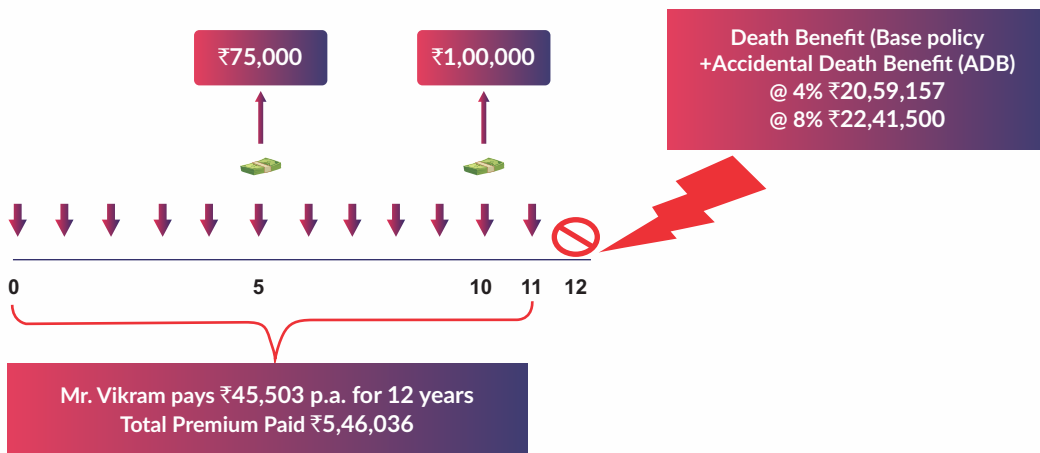 ₹75,000
₹1,00,000
Death Benefit (Base policy
+Accidental Death Benefit (ADB)
@ 4% ₹20,59,157
@ 8% ₹22,41,500
0 5 10 11 12
Mr. Vikram pays ₹45,503 p.a. for 12 years
Total Premium Paid ₹5,46,036